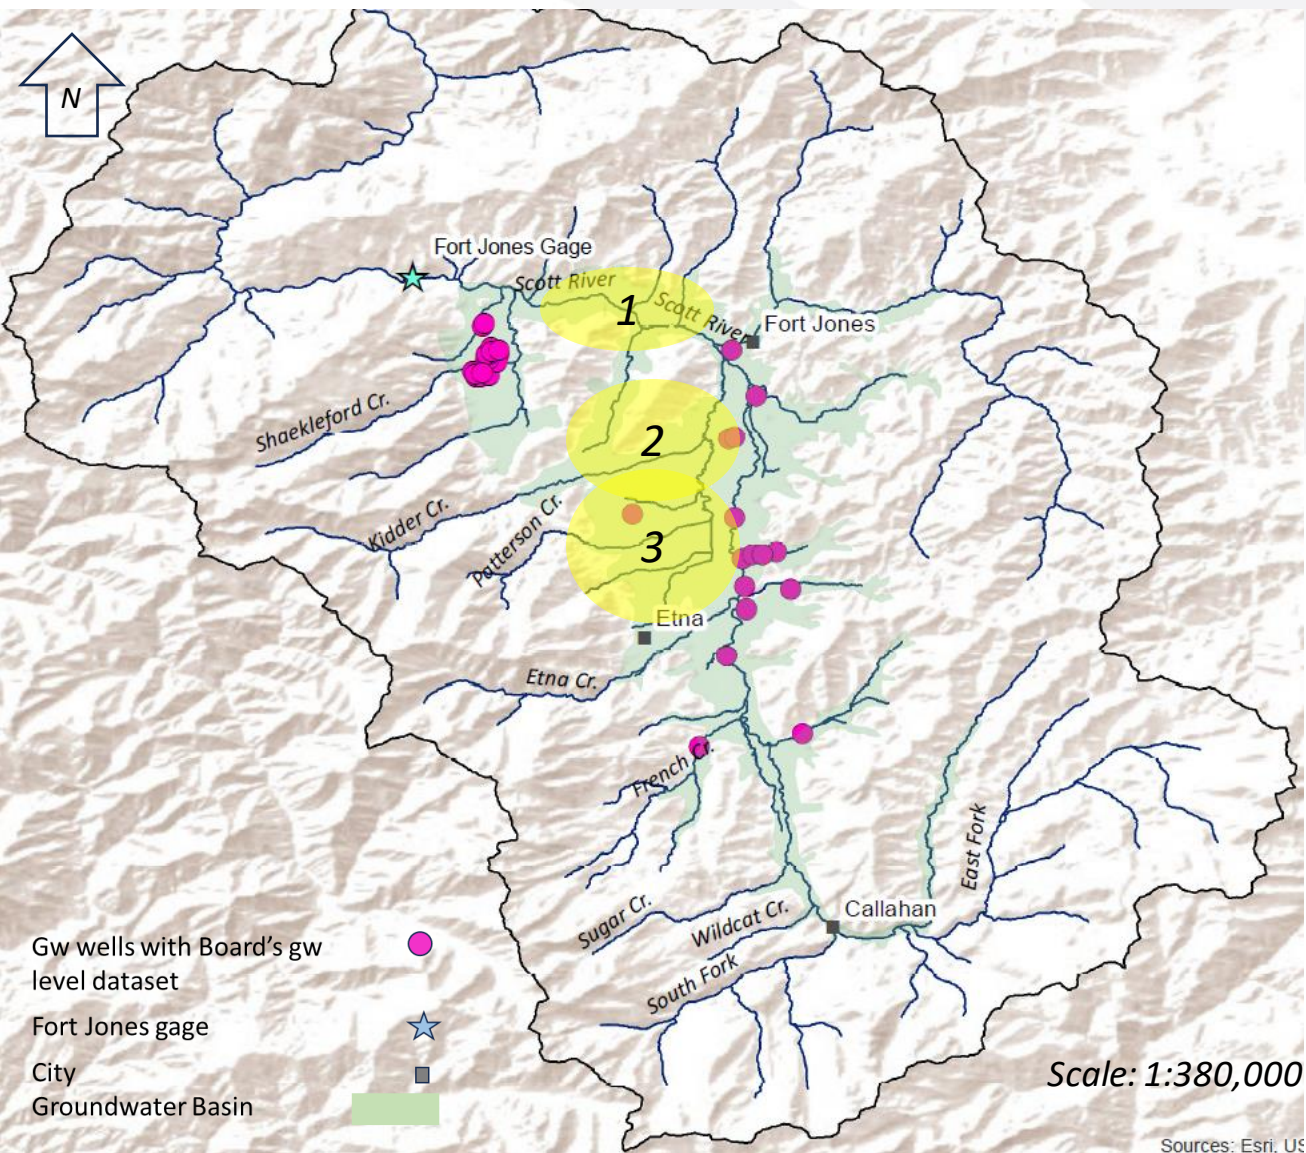 N
Fort Jones Gage
Scott River
1
Scott River
Fort Jones
Shaekleford Cr.
2
Kidder Cr.
Patterson Cr.
3
Etna
Etna Cr.
French Cr.
East Fork
Sugar Cr.
Wildcat Cr.
Callahan
South Fork
Gw wells with Board's gw
level dataset
Fort Jones gage
City
Groundwater Basin
Scale: 1:380,000
Sources: Esri, US